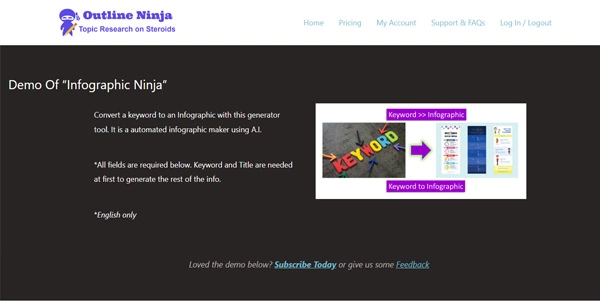 Outline Ninja
Topic Research on Steroids
Home Pricing My Account Support & FAQs Log In / Logout
Demo Of “Infographic Ninja”
Convert a keyword to an Infographic with this generator
tool. It is a automated infographic maker using A.I.
*All fields are required below. Keyword and Title are needed
at first to generate the rest of the info.
*English only
Keyword >> Infographic
KEYWORD
Keyword to Infographic
Loved the demo below? Subscribe Today or give us some Feedback